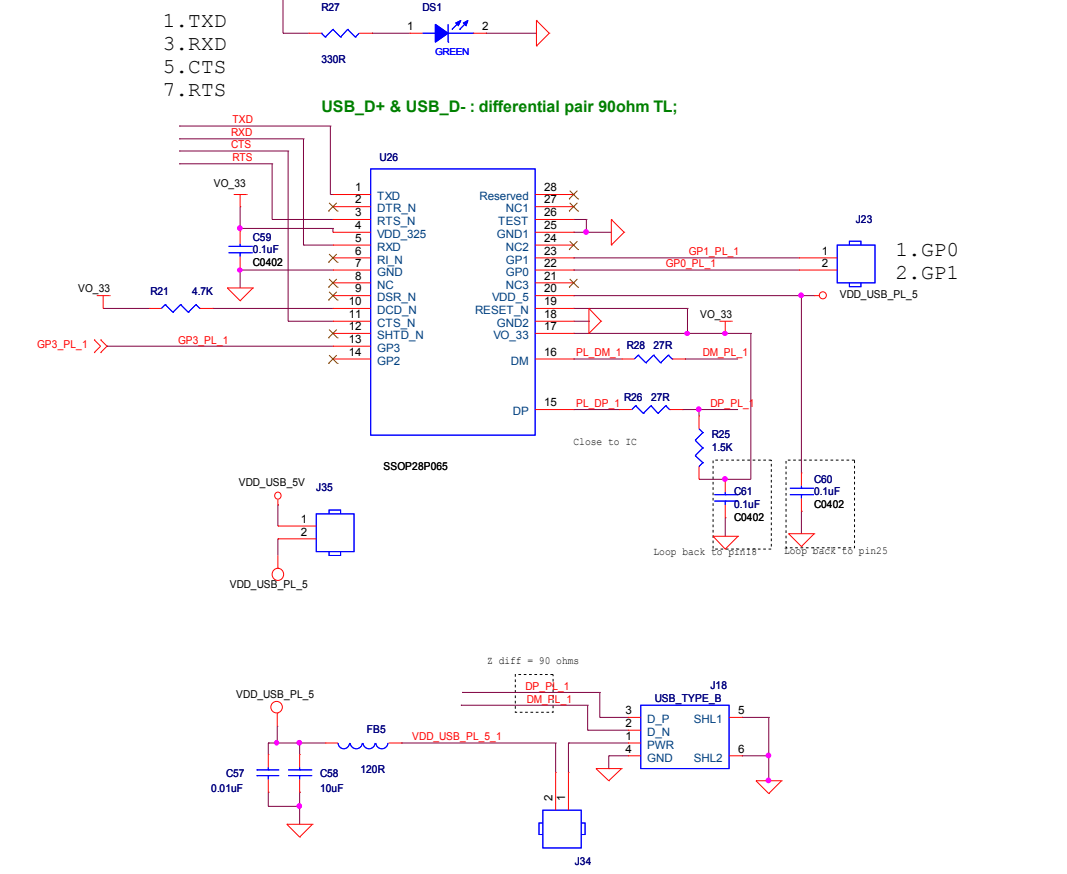 R27
DS1
1
2
GREEN
330R
1.TXD
3.RXD
5.CTS
7.RTS
USB_D+ & USB_D- : differential pair 90ohm TL;
TXD
RXD
CTS
RTS
VO_33
C59
0.1uF
C0402
VO_33
R21 4.7K
GP3_PL_1
GP3_PL_1
U26
1 TXD
2 DTR_N
3 RTS_N
4 VDD_325
5 RXD
6 RI_N
7 GND
8 NC
9 DSR_N
10 DCD_N
11 CTS_N
12 SHTD_N
13 GP3
14 GP2
Reserved 28
NC1 27
TEST 26
GND1 25
NC2 24
GP1 23
GP0 22
NC3 21
VDD_5 20
RESET_N 19
GND2 18
VO_33 17
DM 16
DP 15
SSOP28P065
GP1_PL_1
GP0_PL_1
J23
1
2
1.GP0
2.GP1
VDD_USB_PL_5
VO_33
PL_DM_1 R28 27R DM_PL_1
PL_DP_1 R26 27R DP_PL_1
Close to IC
R25
1.5K
C61
0.1uF
C0402
Loop back to pin18
C60
0.1uF
C0402
Loop back to pin25
VDD_USB_5V
J35
1
2
VDD_USB_PL_5
Z diff = 90 ohms
DP_PL_1
DM_PL_1
J18
USB_TYPE_B
3 D_P
2 D_N
1 PWR
4 GND
SHL1 5
SHL2 6
VDD_USB_PL_5
FB5
120R
VDD_USB_PL_5_1
C57
0.01uF
C58
10uF
2
1
J34